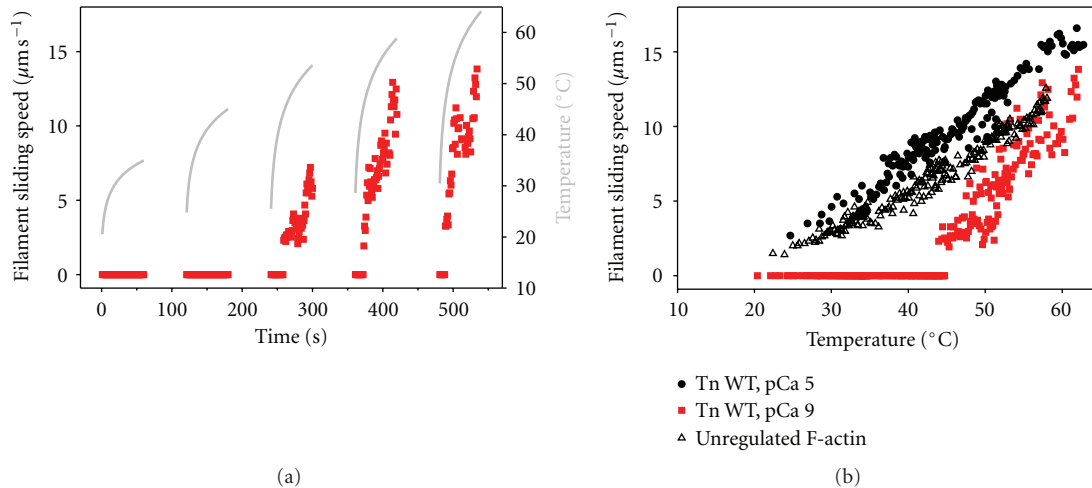 Filament sliding speed (μm s−1)
15
10
5
0
60
50
40
30
20
10
Temperature (°C)
0
100
200
300
400
500
Time (s)
(a)
Filament sliding speed (μm s−1)
15
10
5
0
10
20
30
40
50
60
Temperature (°C)
Tn WT, pCa 5
Tn WT, pCa 9
Unregulated F-actin
(b)